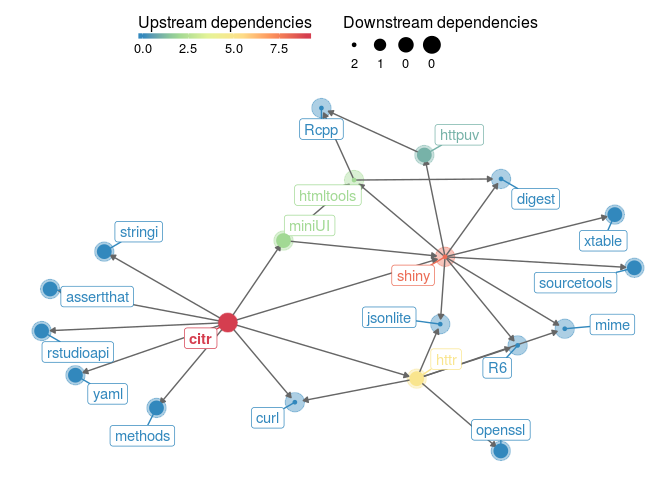 Upstream dependencies Downstream dependencies
0.0 2.5 5.0 7.5
2 1 0 0
Rcpp
httpuv
htmltools
digest
miniUI
stringi
xtable
shiny
sourcetools
assertthat
jsonlite
mime
rstudioapi
citr
httr
R6
yaml
curl
methods
openssl